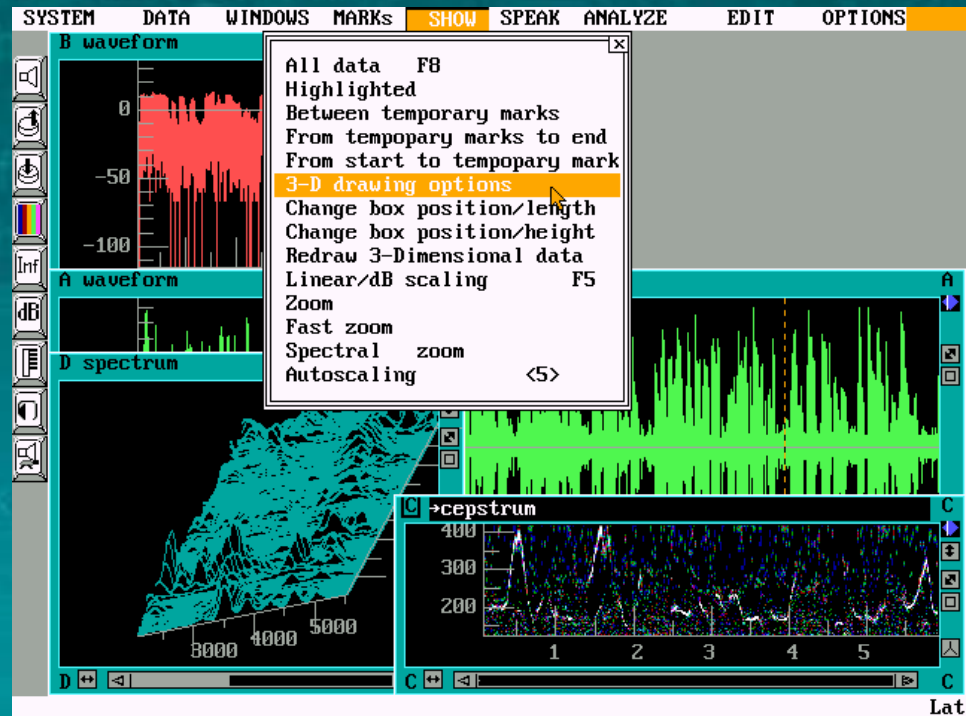 SYSTEM DATA WINDOWS MARKs SHOW SPEAK ANALYZE EDIT OPTIONS
B waveform
0
-50
-100
All data F8
Highlighted
Between temporary marks
From tempopary marks to end
From start to tempopary mark
3-D drawing options
Change box position/length
Change box position/height
Redraw 3-Dimensional data
Linear/dB scaling F5
Zoom
Fast zoom
Spectral zoom
Autoscaling <5>
Inf
dB
A waveform A
D spectrum
3000 4000 5000
D
C →cepstrum C
400
300
200
1 2 3 4 5
C C
Lat